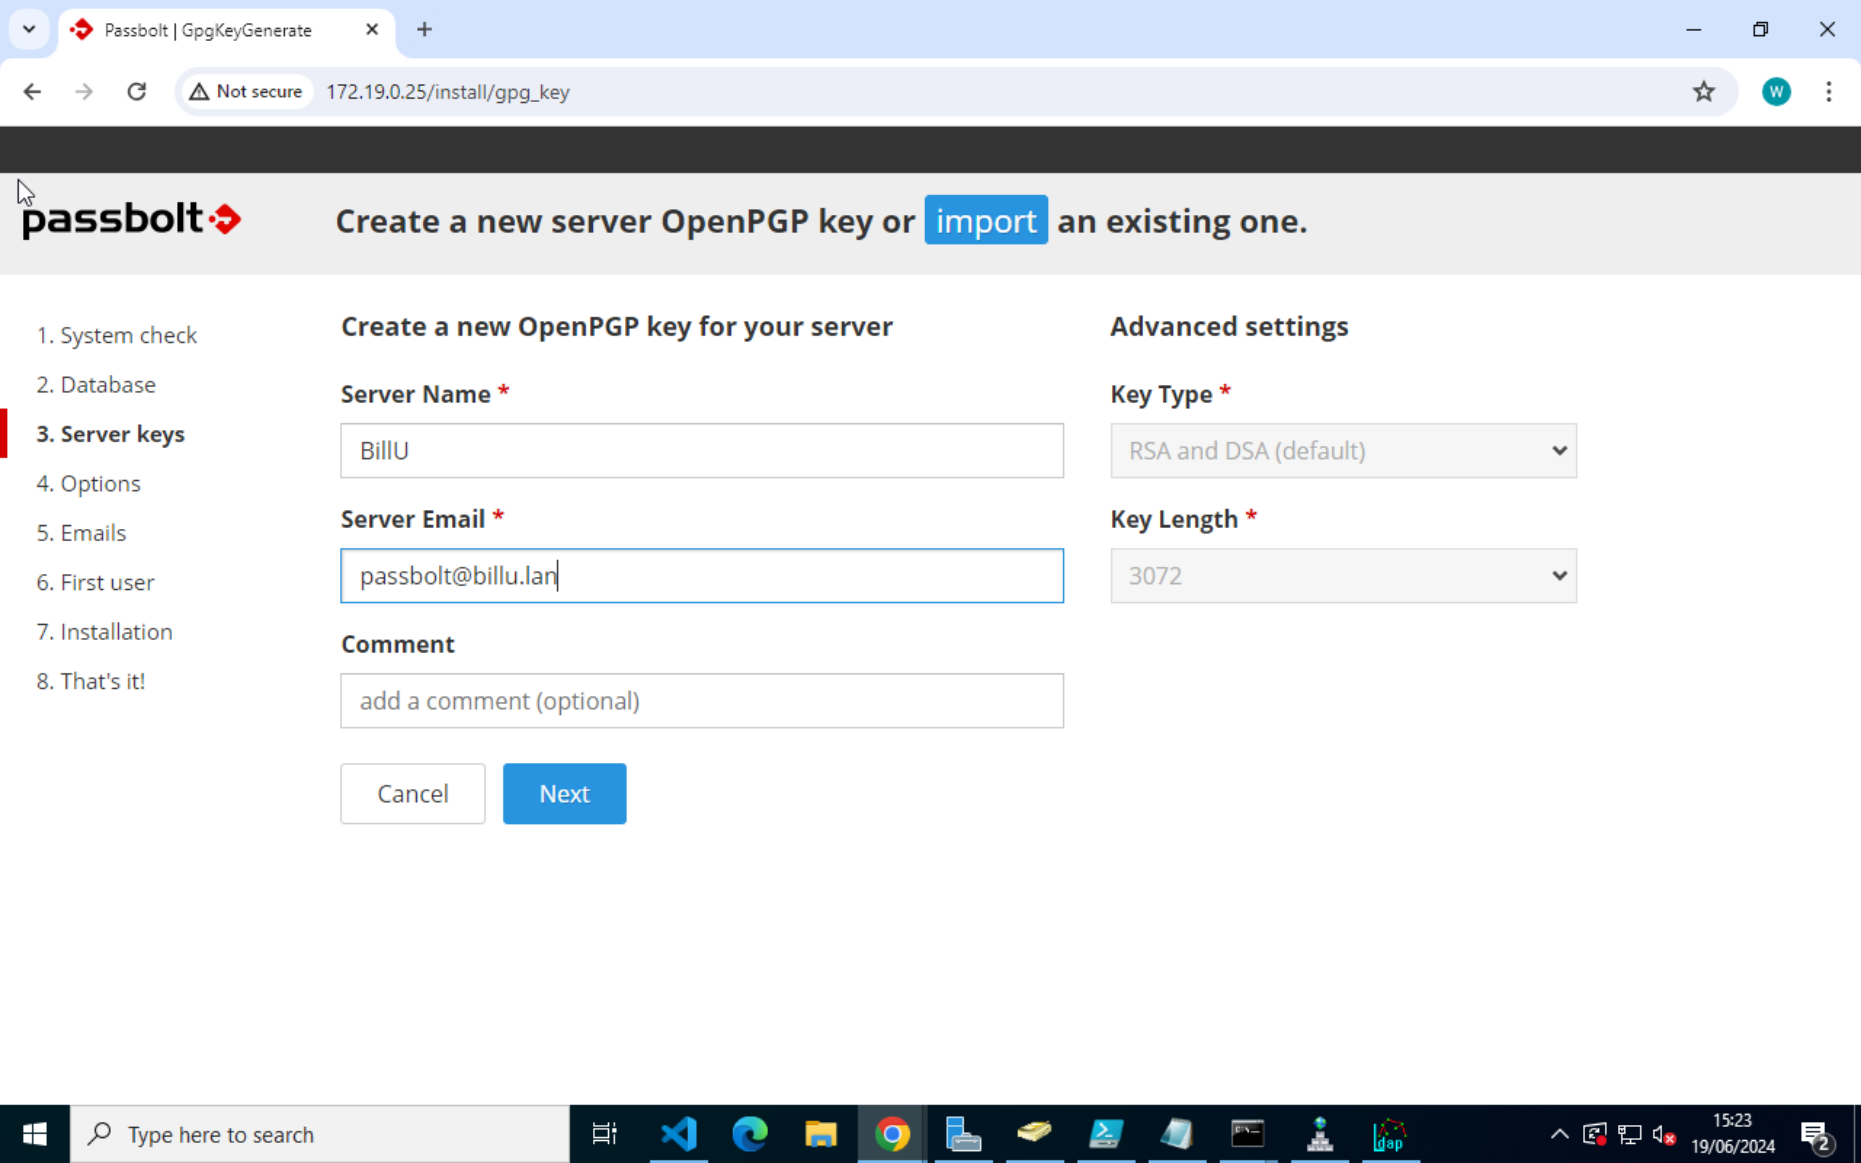 Passbolt | GpgKeyGenerate
Not secure
172.19.0.25/install/gpg_key
W
passbolt
Create a new server OpenPGP key or import an existing one.
1. System check
2. Database
3. Server keys
4. Options
5. Emails
6. First user
7. Installation
8. That's it!
Create a new OpenPGP key for your server
Server Name *
BillU
Server Email *
passbolt@billu.lan
Comment
add a comment (optional)
Cancel
Next
Advanced settings
Key Type *
RSA and DSA (default)
Key Length *
3072
Type here to search
ldap
15:23
19/06/2024
2